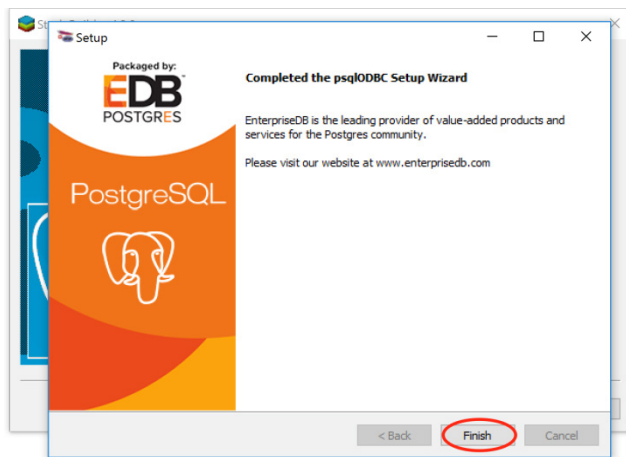 St
Setup
Packaged by:
EDB
POSTGRES
PostgreSQL
Completed the psqlODBC Setup Wizard
EnterpriseDB is the leading provider of value-added products and
services for the Postgres community.
Please visit our website at www.enterprisedb.com
< Back
Finish
Cancel